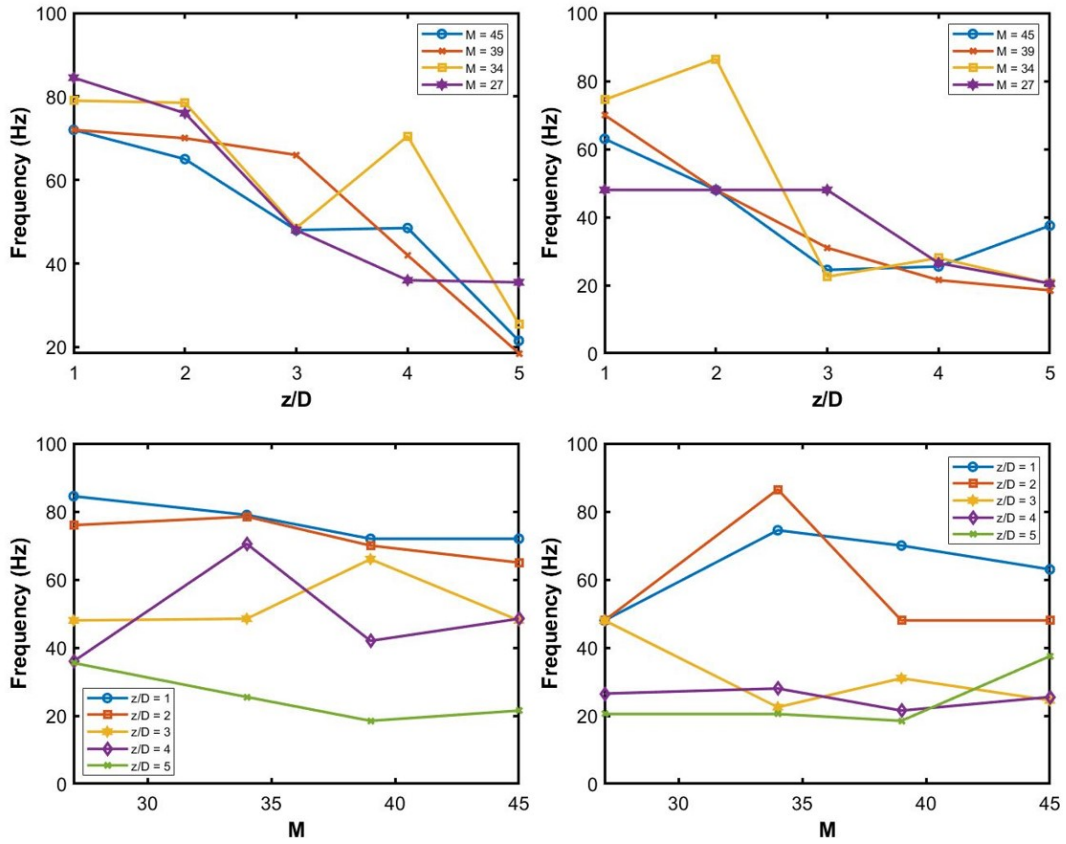 100
80
60
40
20
Frequency (Hz)
1 2 3 4 5
z/D
M = 45
M = 39
M = 34
M = 27
100
80
60
40
20
0
Frequency (Hz)
1 2 3 4 5
z/D
M = 45
M = 39
M = 34
M = 27
100
80
60
40
20
0
Frequency (Hz)
30 35 40 45
M
z/D = 1
z/D = 2
z/D = 3
z/D = 4
z/D = 5
100
80
60
40
20
0
Frequency (Hz)
30 35 40 45
M
z/D = 1
z/D = 2
z/D = 3
z/D = 4
z/D = 5